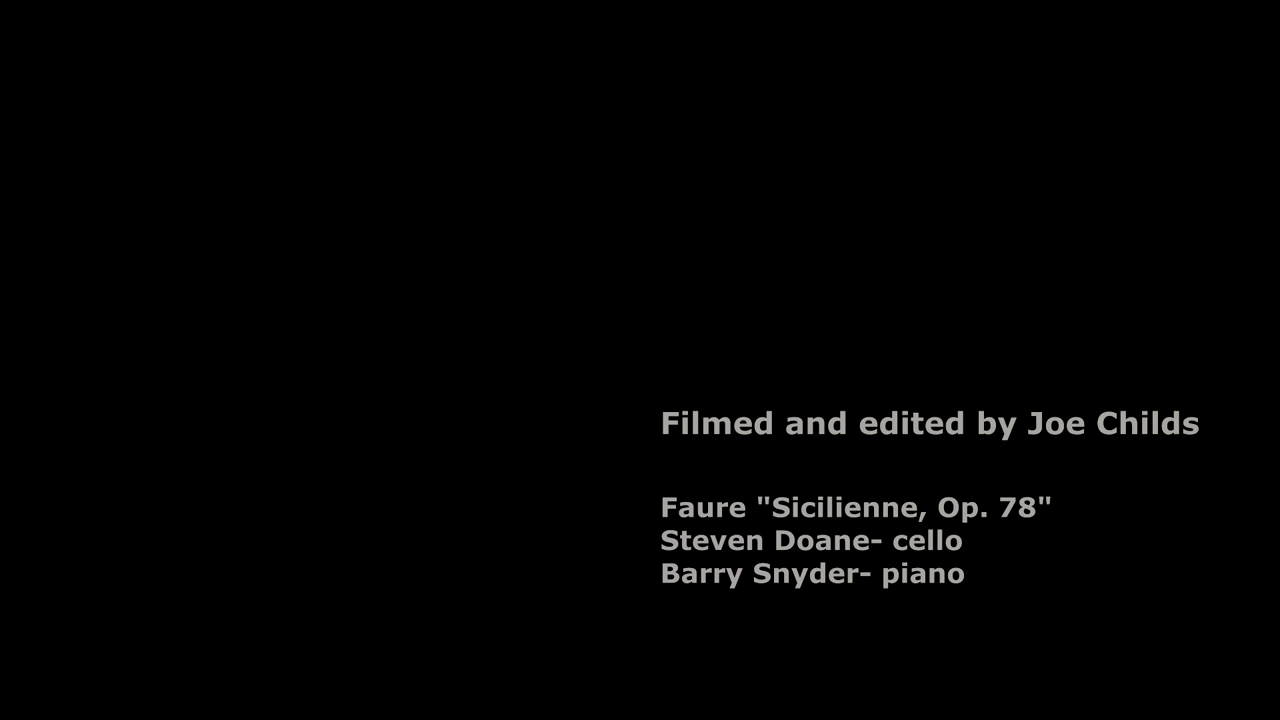 Filmed and edited by Joe Childs
Faure "Sicilienne, Op. 78"
Steven Doane- cello
Barry Snyder- piano